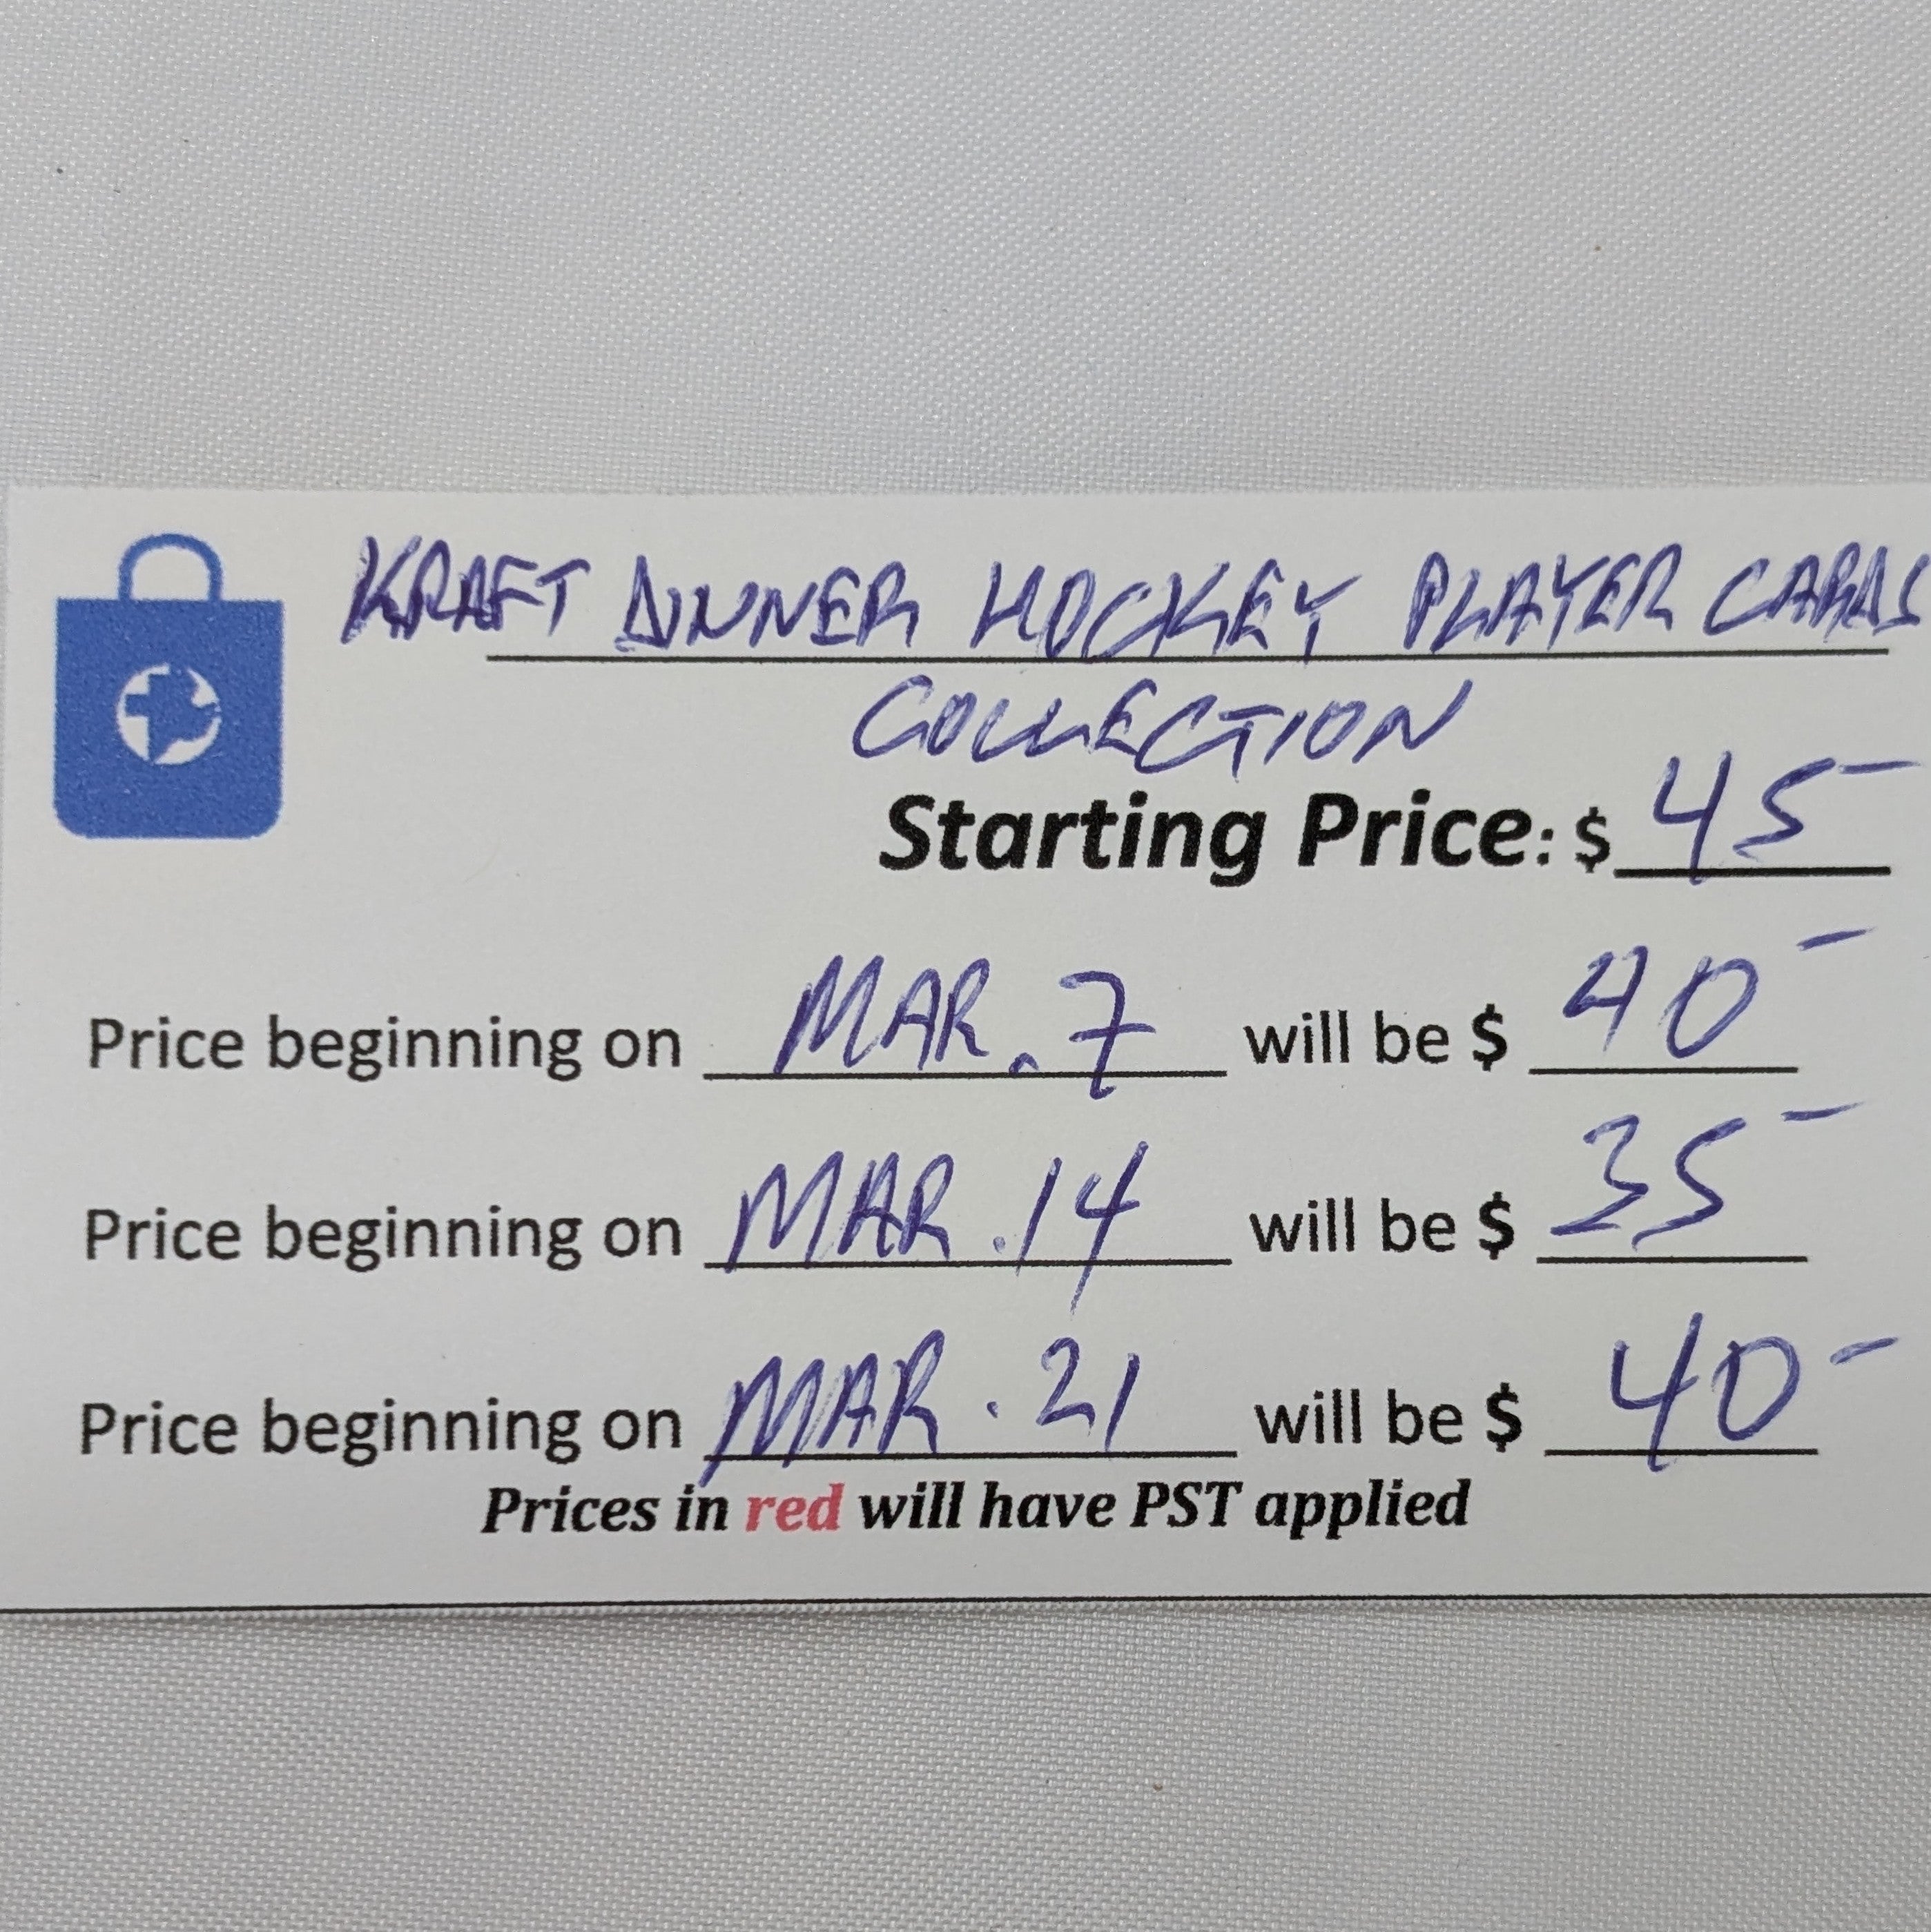 KRAFT DINNER HOCKEY PLAYER CARDS
COLLECTION
Starting Price: $ 45-
Price beginning on MAR. 7 will be $ 40-
Price beginning on MAR. 14 will be $ 35-
Price beginning on MAR. 21 will be $ 40-
Prices in red will have PST applied